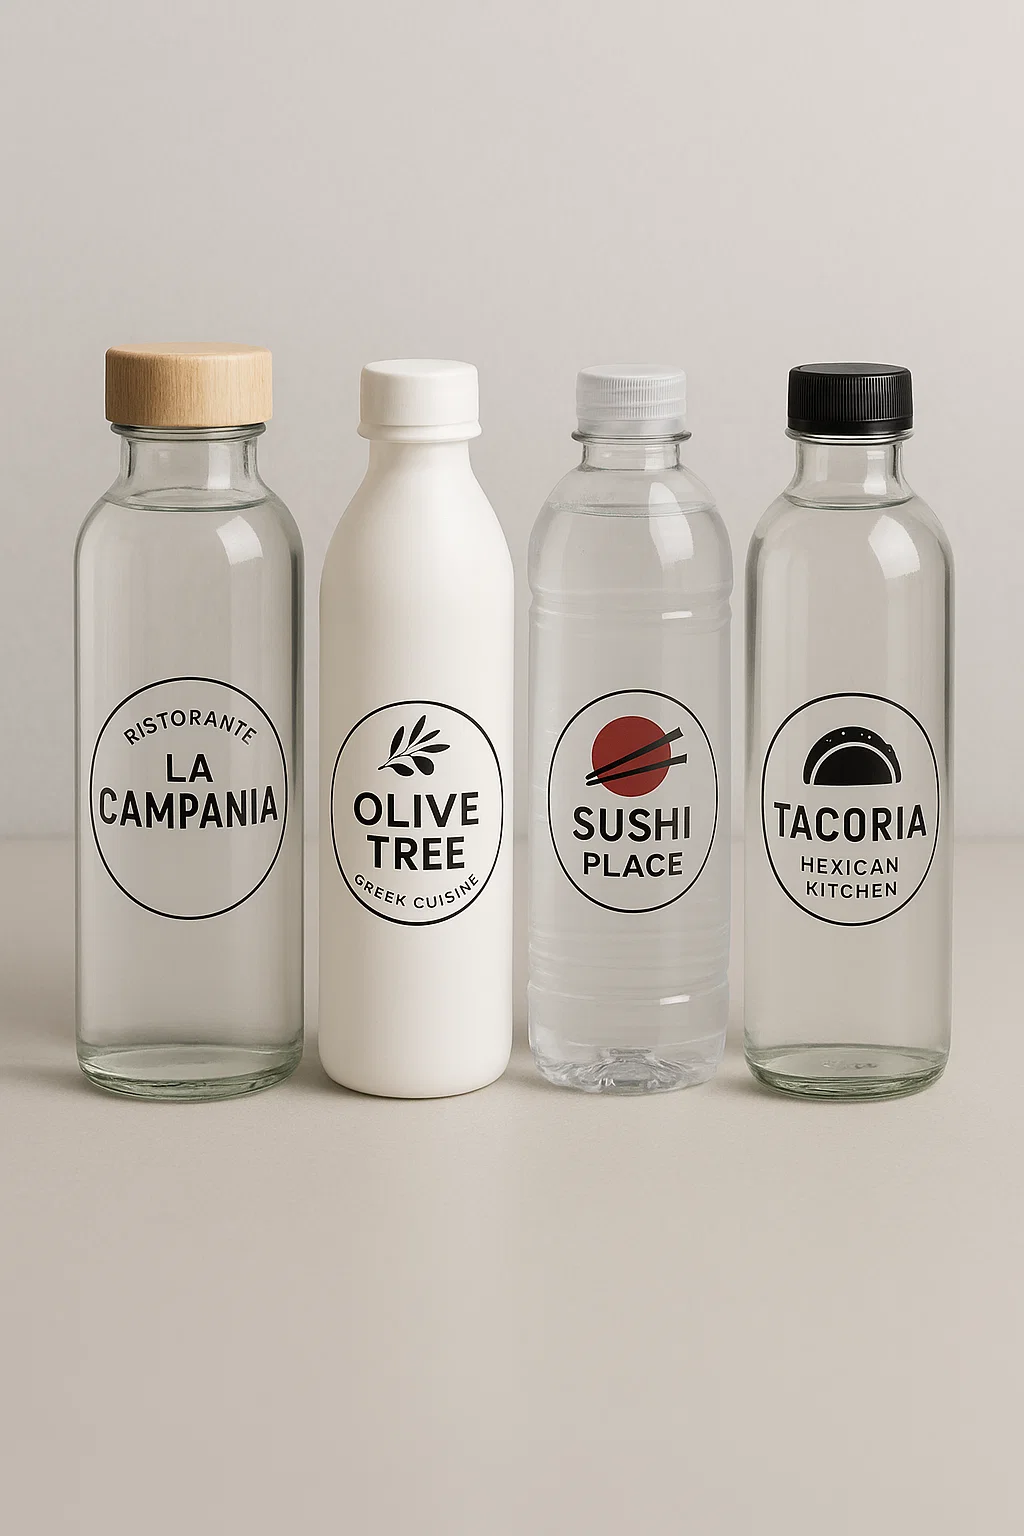 RISTORANTE
LA
CAMPANIA
OLIVE
TREE
GREEK CUISINE
SUSHI
PLACE
TACORIA
HEXICAN
KITCHEN